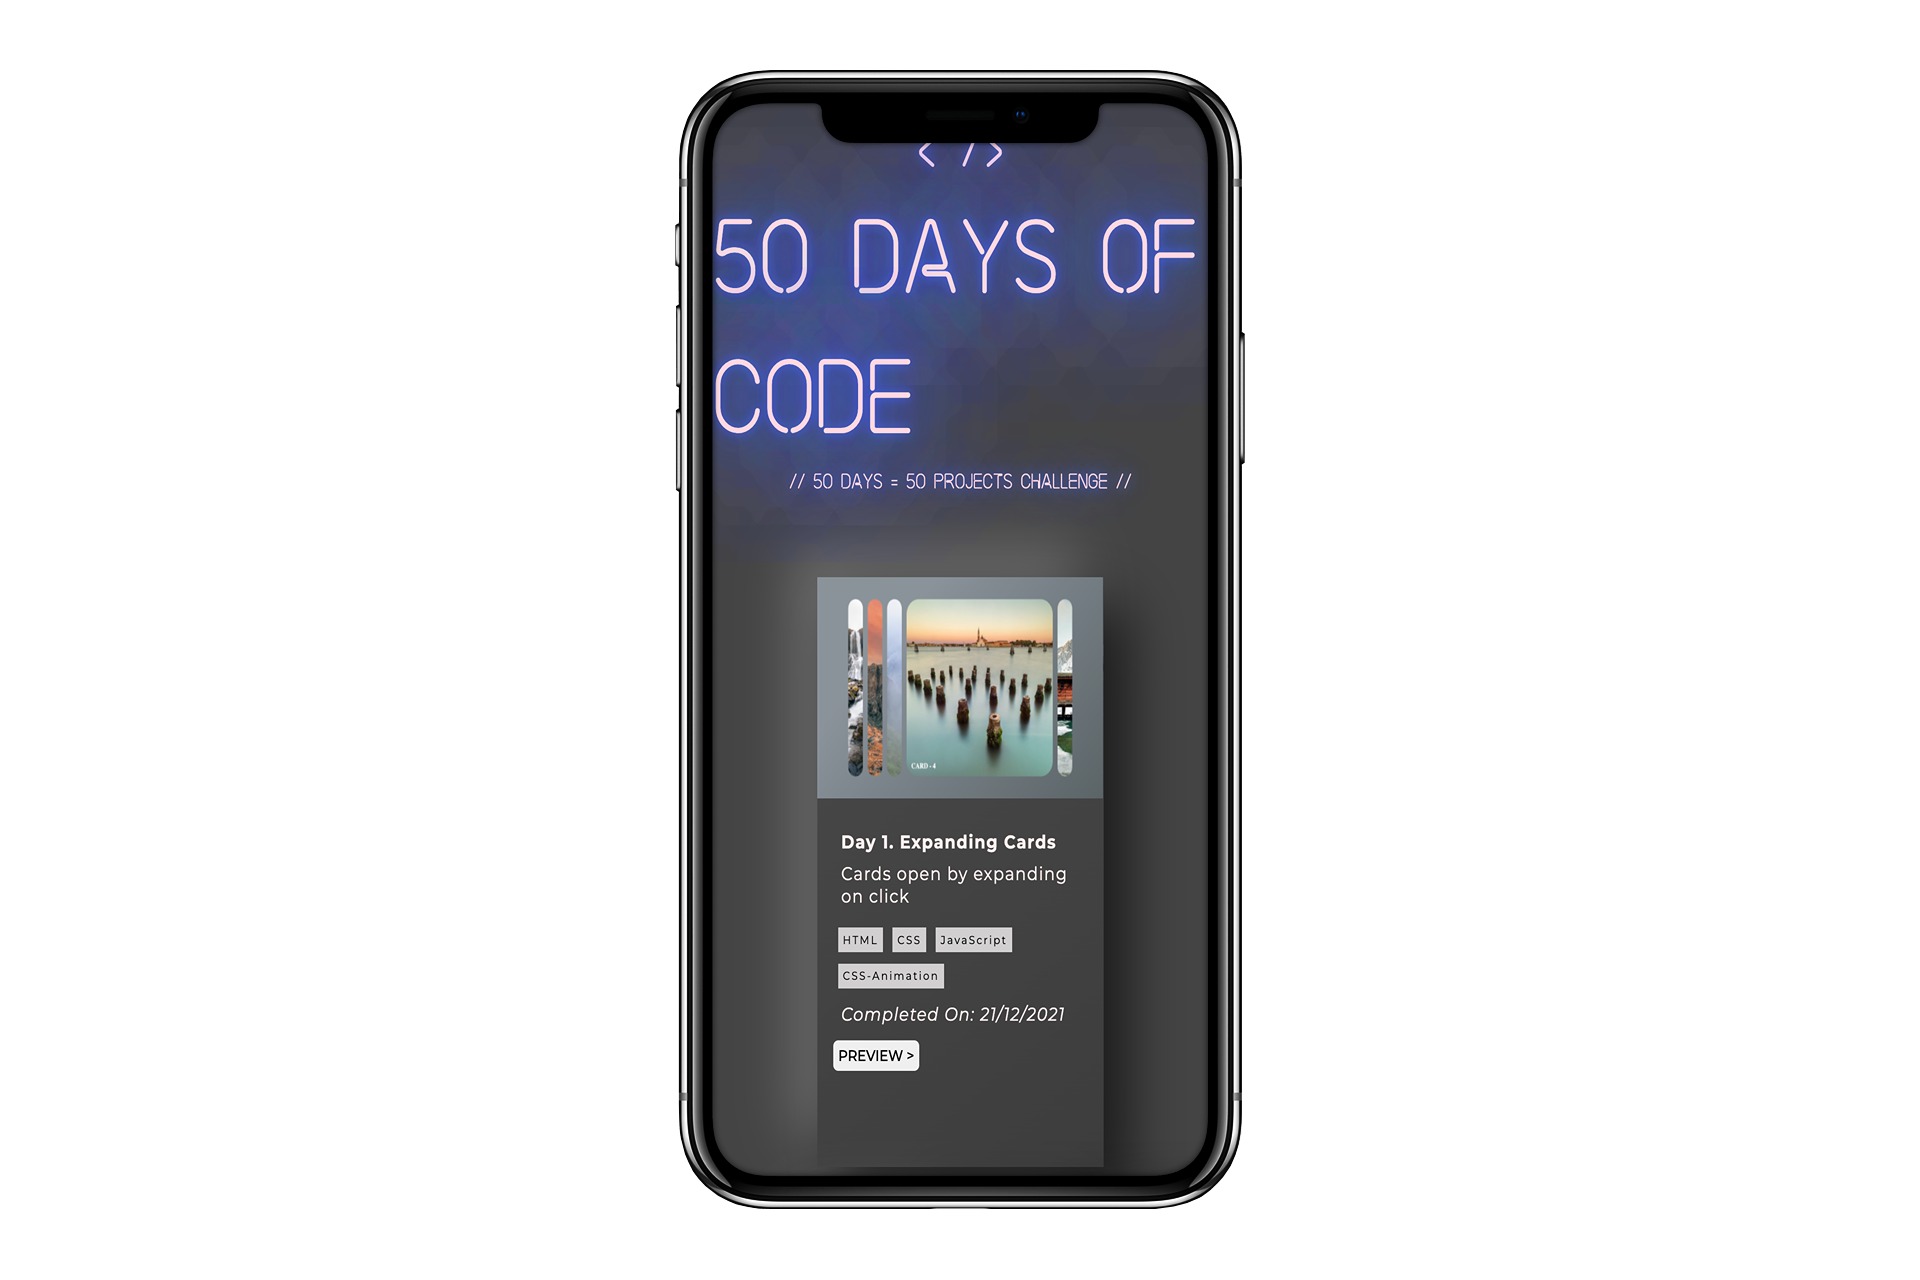 < />
50 DAYS OF
CODE
// 50 DAYS = 50 PROJECTS CHALLENGE //
CARD - 4
Day 1. Expanding Cards
Cards open by expanding
on click
HTML CSS JavaScript
CSS-Animation
Completed On: 21/12/2021
PREVIEW >